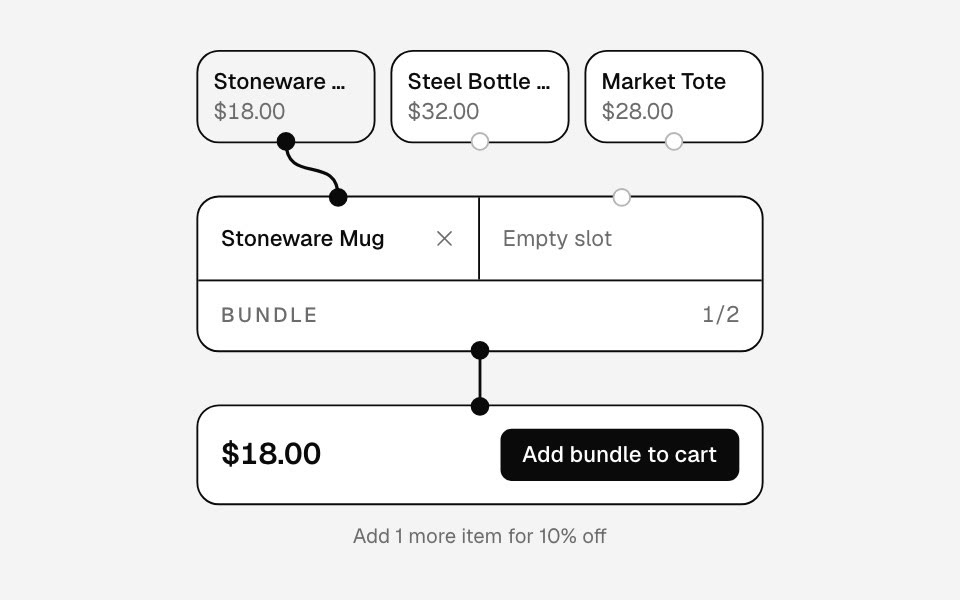 Stoneware ...
$18.00
Steel Bottle ...
$32.00
Market Tote
$28.00
Stoneware Mug
Empty slot
BUNDLE
1/2
$18.00
Add bundle to cart
Add 1 more item for 10% off